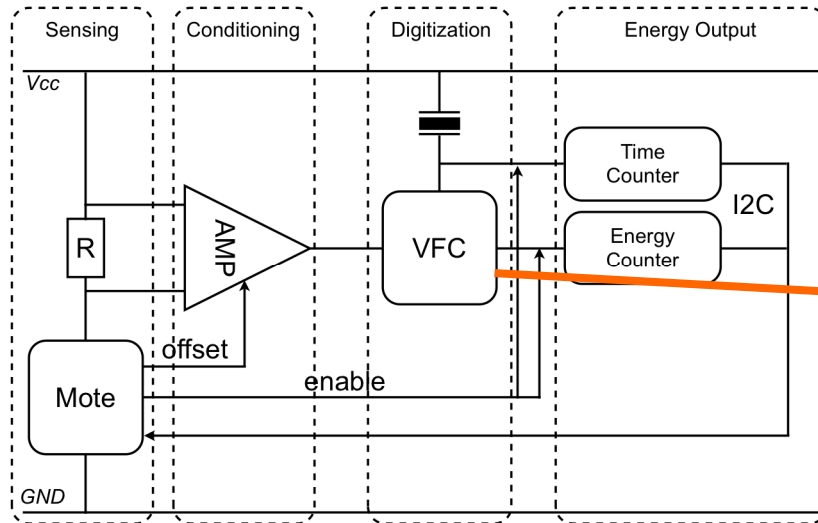 Sensing
Conditioning
Digitization
Energy Output
Vcc
Time
Counter
I2C
R
AMP
VFC
Energy
Counter
offset
enable
Mote
GND